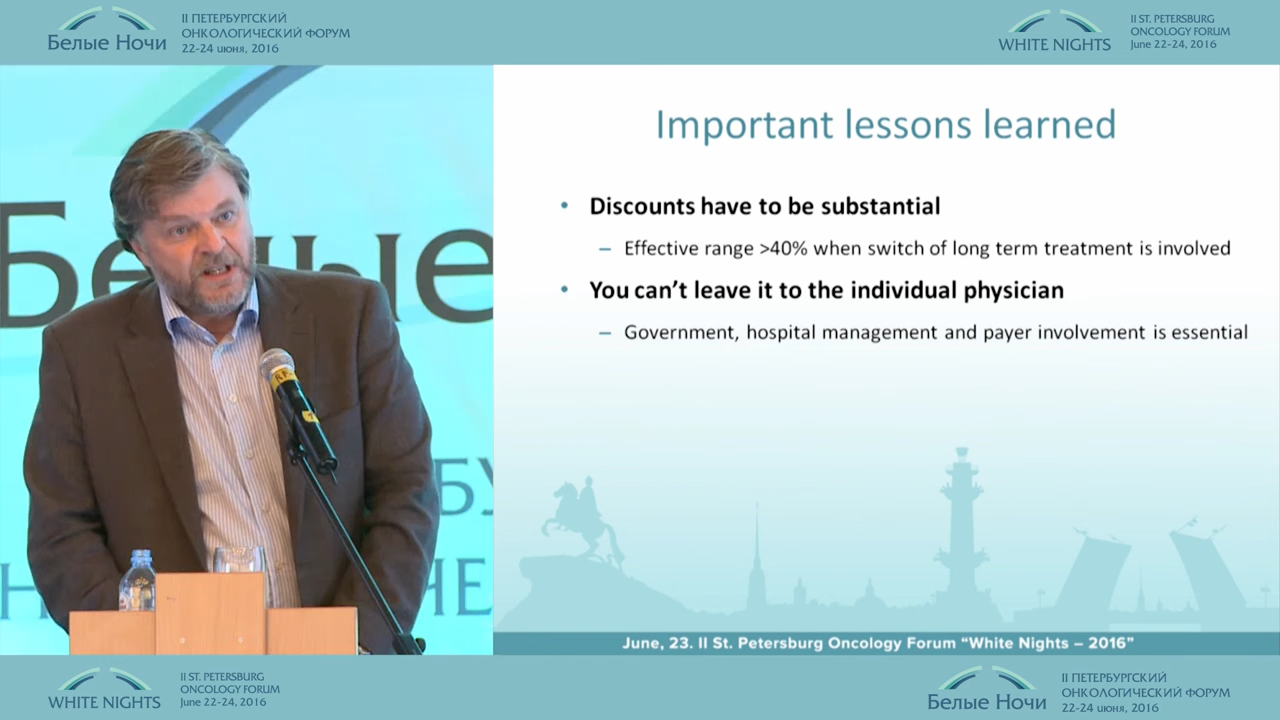 Белые Ночи
II ПЕТЕРБУРГСКИЙ
ОНКОЛОГИЧЕСКИЙ ФОРУМ
22-24 июня, 2016
WHITE NIGHTS
II ST. PETERSBURG
ONCOLOGY FORUM
June 22-24, 2016
Important lessons learned
• Discounts have to be substantial
– Effective range >40% when switch of long term treatment is involved
• You can’t leave it to the individual physician
– Government, hospital management and payer involvement is essential
June, 23. II St. Petersburg Oncology Forum “White Nights – 2016”
WHITE NIGHTS
II ST. PETERSBURG
ONCOLOGY FORUM
June 22-24, 2016
Белые Ночи
II ПЕТЕРБУРГСКИЙ
ОНКОЛОГИЧЕСКИЙ ФОРУМ
22-24 июня, 2016